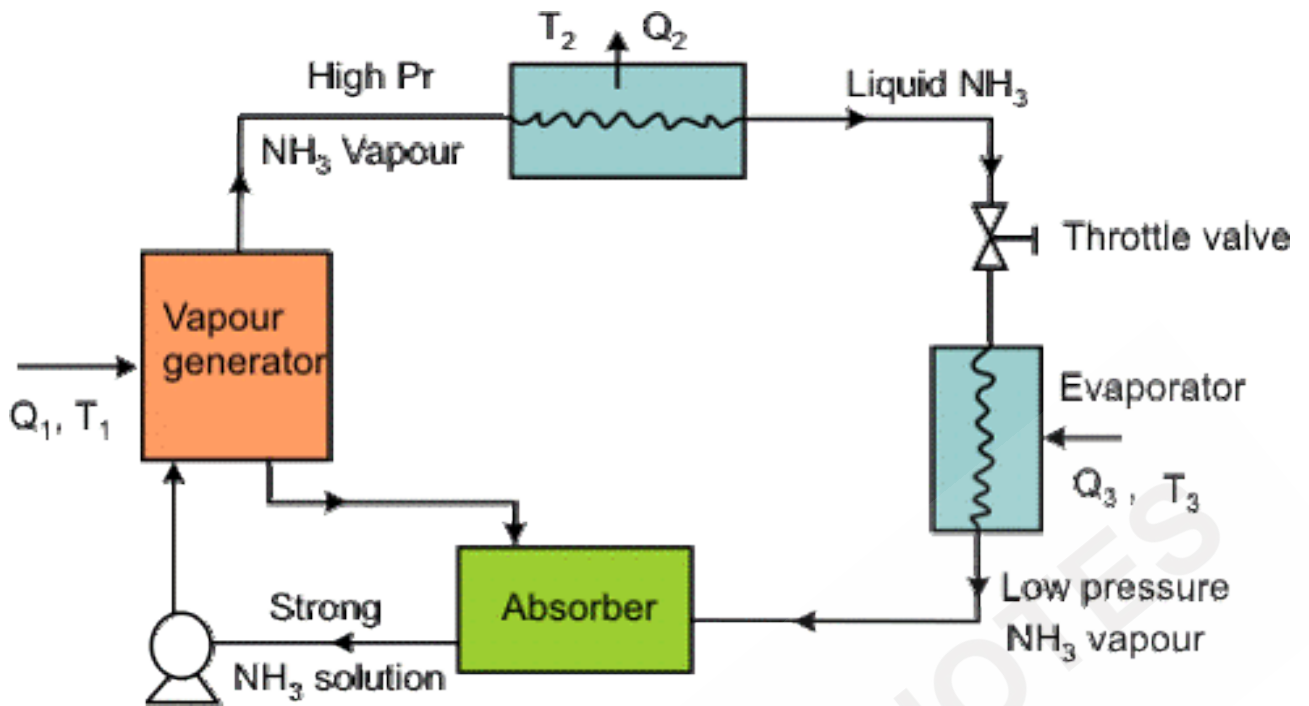 T₂ Q₂
High Pr
NH₃ Vapour
Liquid NH₃
Throttle valve
Vapour
generator
Q₁, T₁
Evaporator
Q₃ , T₃
Low pressure
NH₃ vapour
Absorber
Strong
NH₃ solution
NOTES